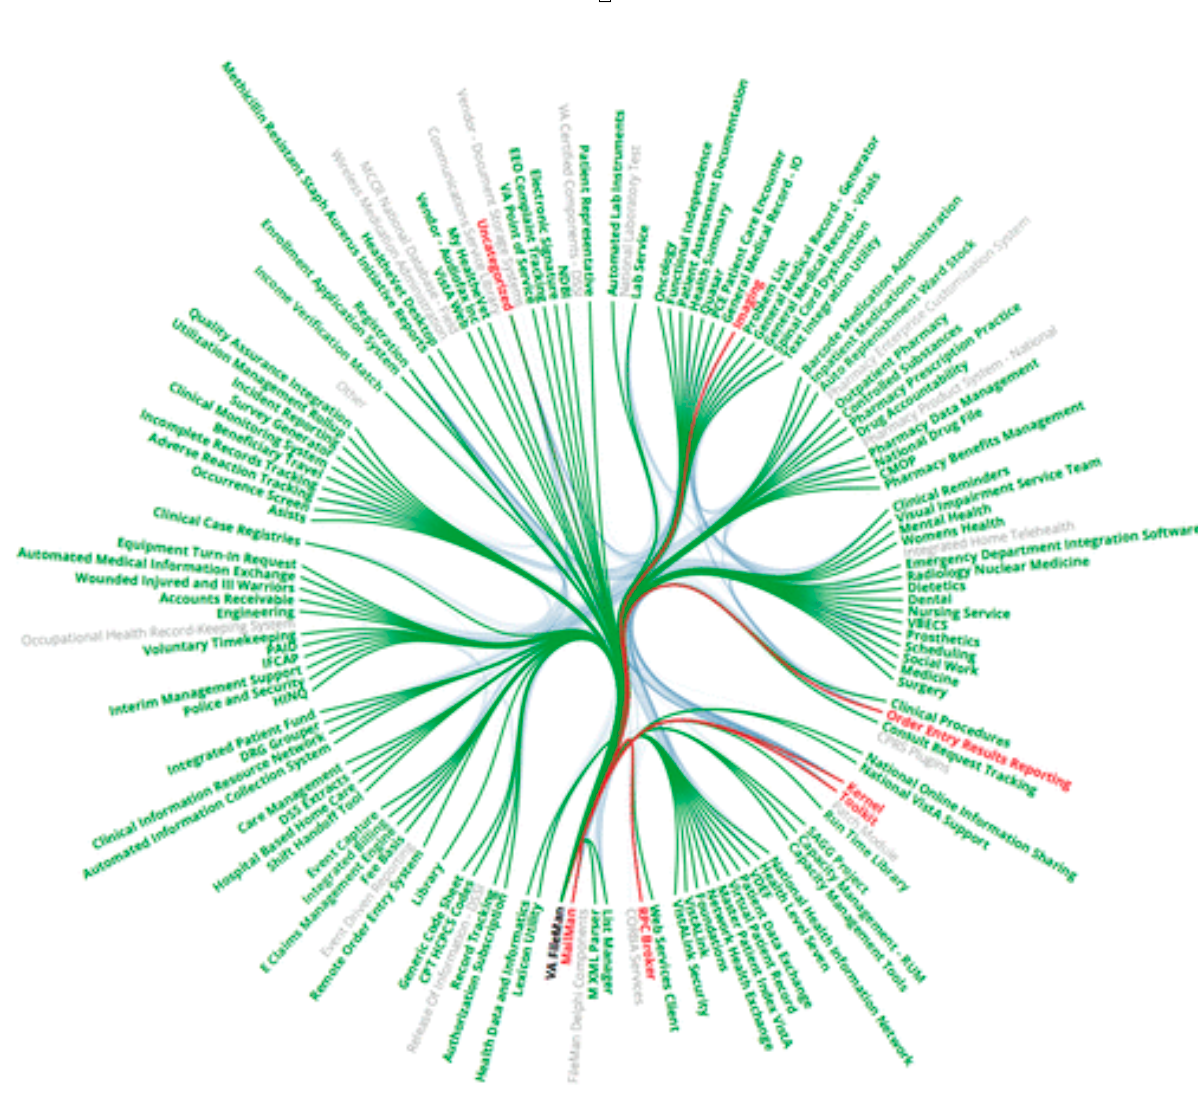 Automated Lab Instruments
National Laboratory Test
Lab Service
Oncology
Functional Independence
Patient Assessment Documentation
Health Summary
Quasar
PCE Patient Care Encounter
General Medical Record - IO
Imaging
Problem List
General Medical Record - Generator
General Medical Record - Vitals
Spinal Cord Dysfunction
Text Integration Utility
Barcode Medication Administration
Inpatient Medications
Auto Replenishment Ward Stock
Pharmacy Enterprise Customization System
Outpatient Pharmacy
Controlled Substances
Pharmacy Prescription Practice
Drug Accountability
Pharmacy Product System - National
Pharmacy Data Management
National Drug File
CMOP
Pharmacy Benefits Management
Clinical Reminders
Visual Impairment Service Team
Mental Health
Womens Health
Integrated Home Telehealth
Emergency Department Integration Software
Radiology Nuclear Medicine
Dietetics
Dental
Nursing Service
VBECS
Prosthetics
Scheduling
Social Work
Medicine
Surgery
Clinical Procedures
Order Entry Results Reporting
Consult Request Tracking
CPRS Plugins
National Online Information Sharing
National Vista Support
Kernel
Toolkit
Patch Module
Run Time Library
SAGG Project
Capacity Management - RUM
Capacity Management Tools
National Health Information Network
Health Level Seven
VDEF
Patient Data Exchange
Virtual Patient Record
Master Patient Index VistA
Network Health Exchange
Foundations
VistALink
VistALink Security
Web Services Client
RPC Broker
CORBA Services
List Manager
M XML Parser
FileMan Delphi Components
MailMan
VA FileMan
Lexicon Utility
Health Data and Informatics
Authorization Subscription
Release Of Information - DSSI
Record Tracking
CPT HCPCS Codes
Generic Code Sheet
Library
Remote Order Entry System
Event Driven Reporting
Fee Basis
E Claims Management Engine
Integrated Billing
Event Capture
Shift Handoff Tool
Hospital Based Home Care
DSS Extracts
Care Management
Automated Information Collection System
Clinical Information Resource Network
DRG Grouper
Integrated Patient Fund
HINQ
Police and Security
Interim Management Support
IFCAP
PAID
Voluntary Timekeeping
Occupational Health Record-Keeping System
Engineering
Accounts Receivable
Wounded Injured and Ill Warriors
Automated Medical Information Exchange
Equipment Turn-In Request
Clinical Case Registries
Asists
Occurrence Screen
Adverse Reaction Tracking
Incomplete Records Tracking
Beneficiary Travel
Clinical Monitoring System
Survey Generator
Incident Reporting
Utilization Management Rollup
Quality Assurance Integration
Other
Income Verification Match
Enrollment Application System
Registration
Methicillin Resistant Staph Aurerus Initiative Reports
HealtheVet Desktop
Wireless Medication Administration
MCCR National Database - Field
VistA Web
Vendor - Audiofax Inc
My HealtheVet
Communications Service Library
Uncategorized
Vendor - Document Storage Systems
VA Point of Service
EEO Complaint Tracking
Electronic Signature
NDBI
VA Certified Components - DSSI
Patient Representative